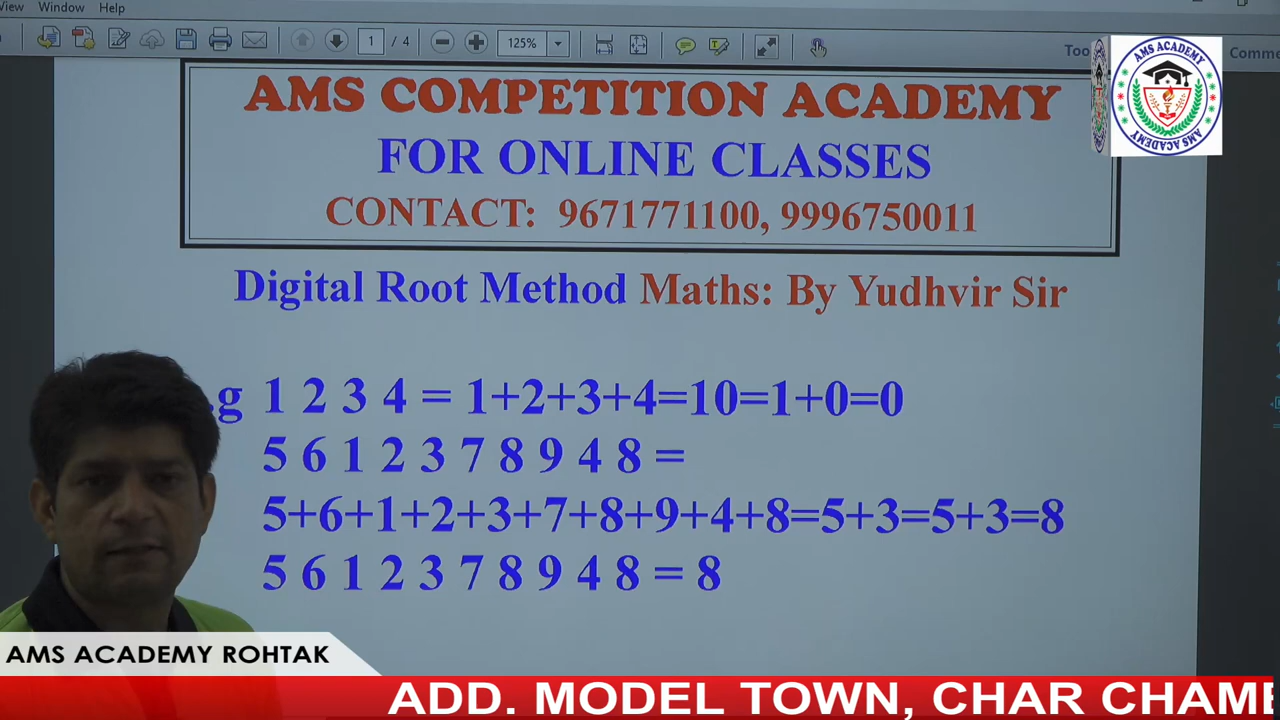 View Window Help
1 / 4 125%
AMS ACADEMY
AMS ACADEMY
AMS COMPETITION ACADEMY
FOR ONLINE CLASSES
CONTACT: 9671771100, 9996750011
Digital Root Method Maths: By Yudhvir Sir
.g 1 2 3 4 = 1+2+3+4=10=1+0=0
5 6 1 2 3 7 8 9 4 8 =
5+6+1+2+3+7+8+9+4+8=5+3=5+3=8
5 6 1 2 3 7 8 9 4 8 = 8
AMS ACADEMY ROHTAK
ADD. MODEL TOWN, CHAR CHAM